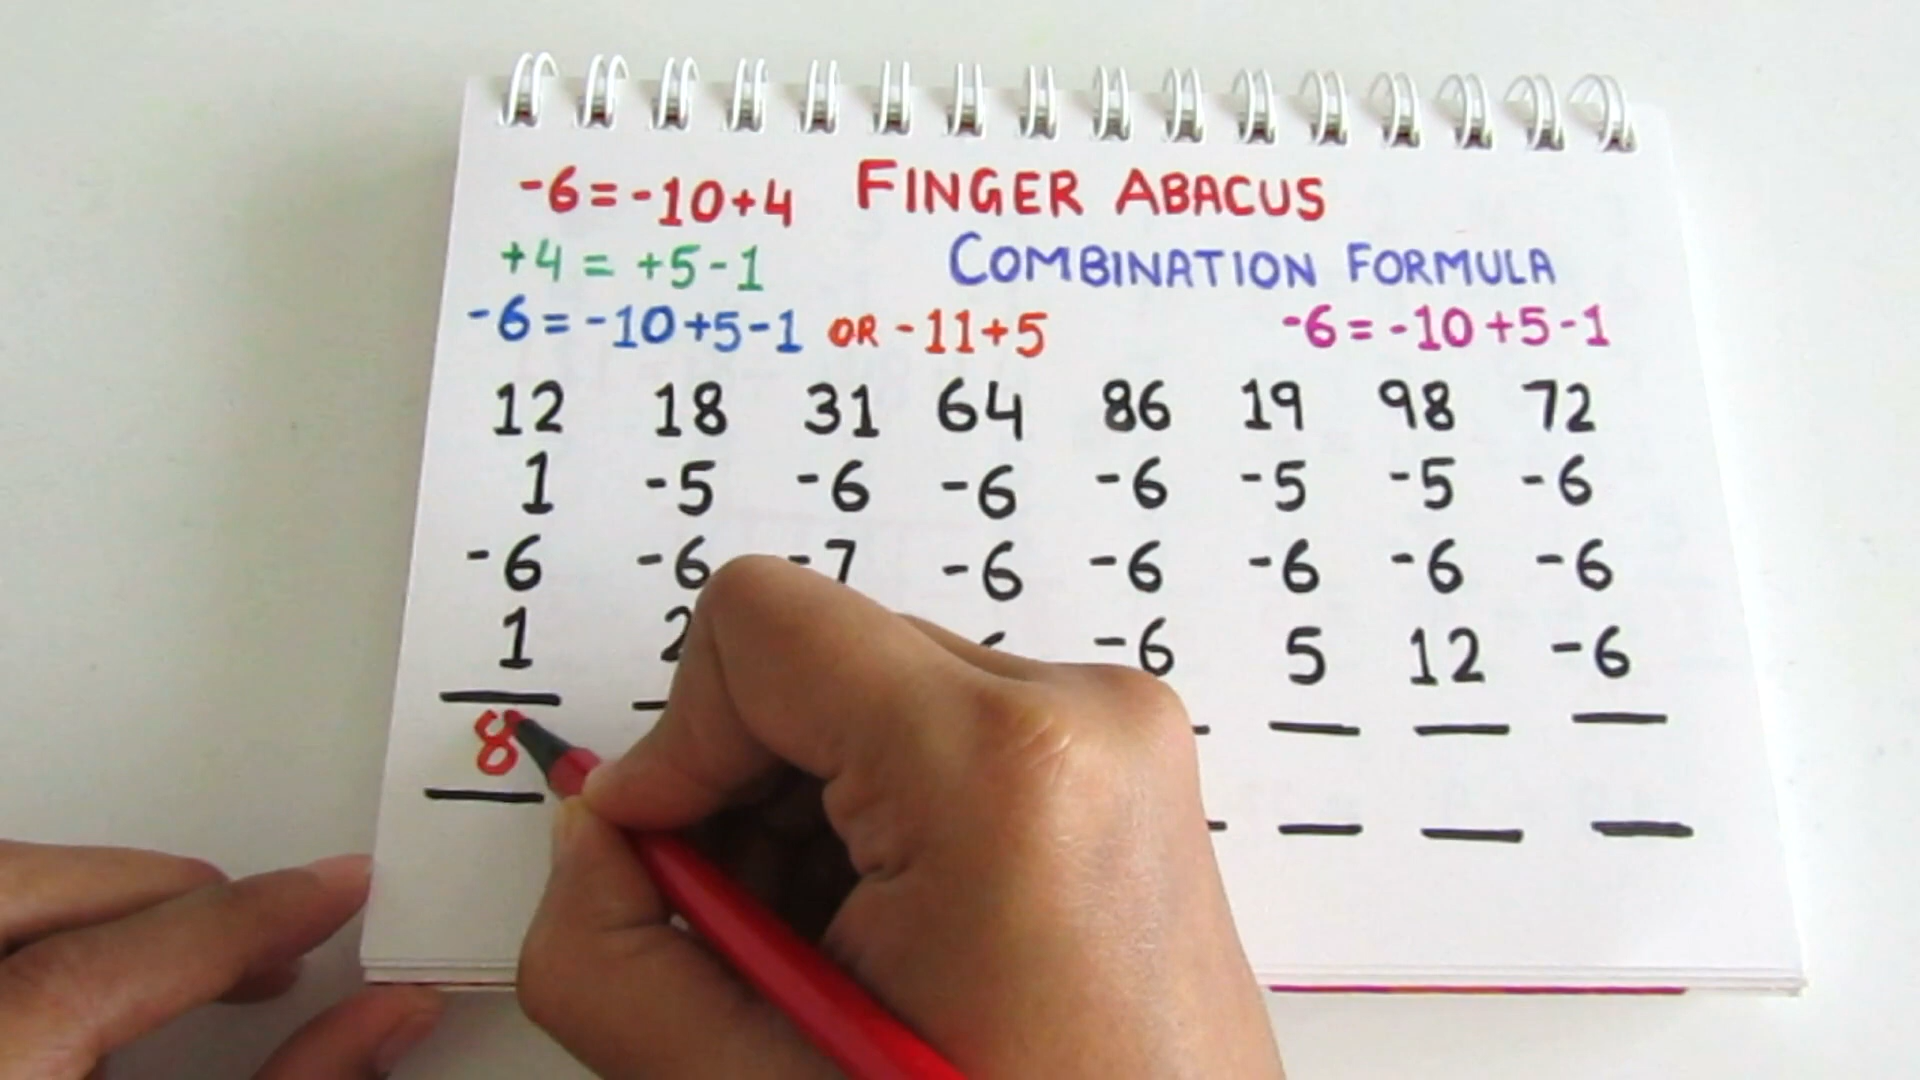 -6=-10+4 FINGER ABACUS
+4=+5-1 COMBINATION FORMULA
-6=-10+5-1 OR -11+5 -6=-10+5-1
12 18 31 64 86 19 98 72
1 -5 -6 -6 -6 -5 -5 -6
-6 -6 -7 -6 -6 -6 -6 -6
1 -6 5 12 -6
8